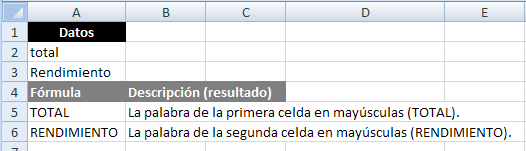 A B C D E
1 Datos
2 total
3 Rendimiento
4 Fórmula Descripción (resultado)
5 TOTAL La palabra de la primera celda en mayúsculas (TOTAL).
6 RENDIMIENTO La palabra de la segunda celda en mayúsculas (RENDIMIENTO).